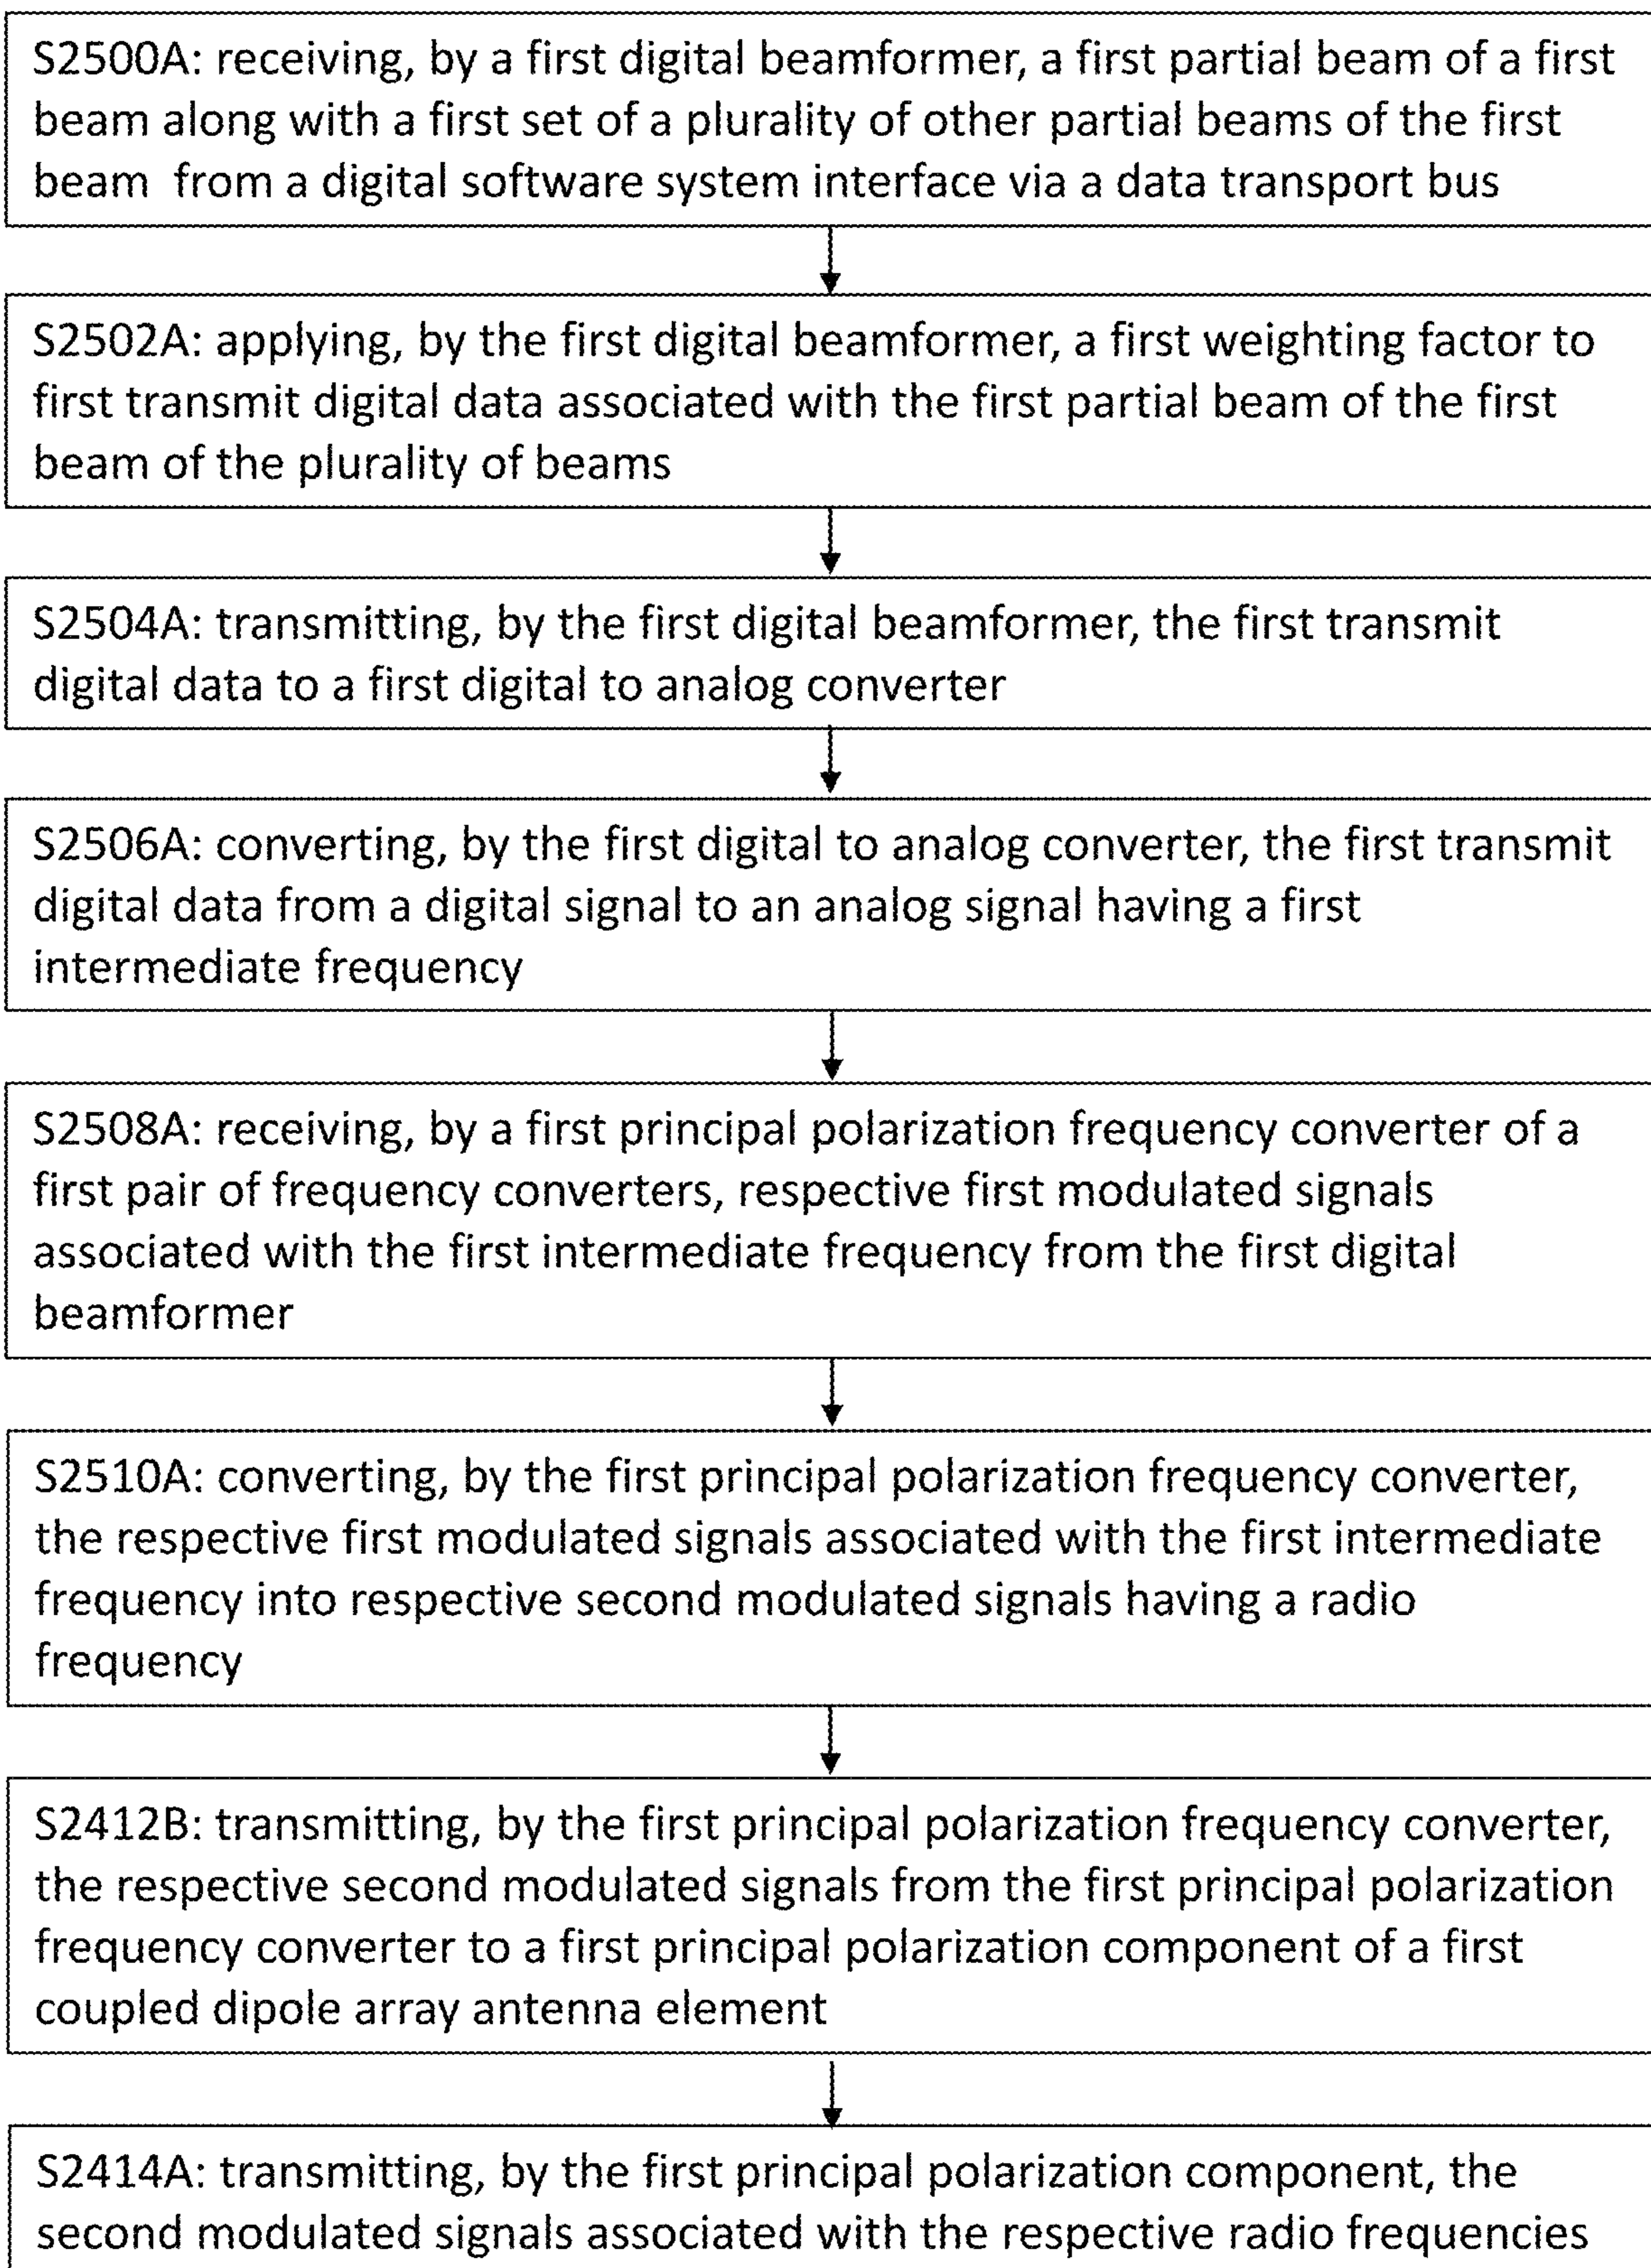 S2500A: receiving, by a first digital beamformer, a first partial beam of a first
beam along with a first set of a plurality of other partial beams of the first
beam from a digital software system interface via a data transport bus
S2502A: applying, by the first digital beamformer, a first weighting factor to
first transmit digital data associated with the first partial beam of the first
beam of the plurality of beams
S2504A: transmitting, by the first digital beamformer, the first transmit
digital data to a first digital to analog converter
S2506A: converting, by the first digital to analog converter, the first transmit
digital data from a digital signal to an analog signal having a first
intermediate frequency
S2508A: receiving, by a first principal polarization frequency converter of a
first pair of frequency converters, respective first modulated signals
associated with the first intermediate frequency from the first digital
beamformer
S2510A: converting, by the first principal polarization frequency converter,
the respective first modulated signals associated with the first intermediate
frequency into respective second modulated signals having a radio
frequency
S2412B: transmitting, by the first principal polarization frequency converter,
the respective second modulated signals from the first principal polarization
frequency converter to a first principal polarization component of a first
coupled dipole array antenna element
S2414A: transmitting, by the first principal polarization component, the
second modulated signals associated with the respective radio frequencies